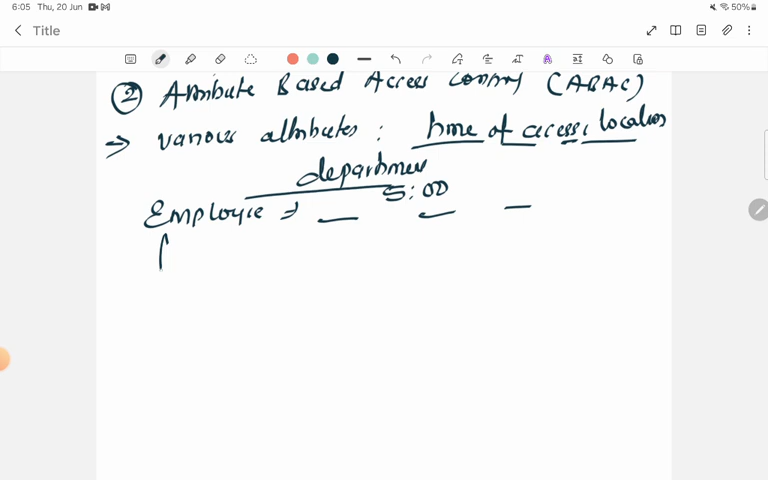 6:05 Thu, 20 Jun
50%
Title
② Attribute Based Access Control (ABAC)
→ various attributes : time of access, location
department
5:00
Employee →